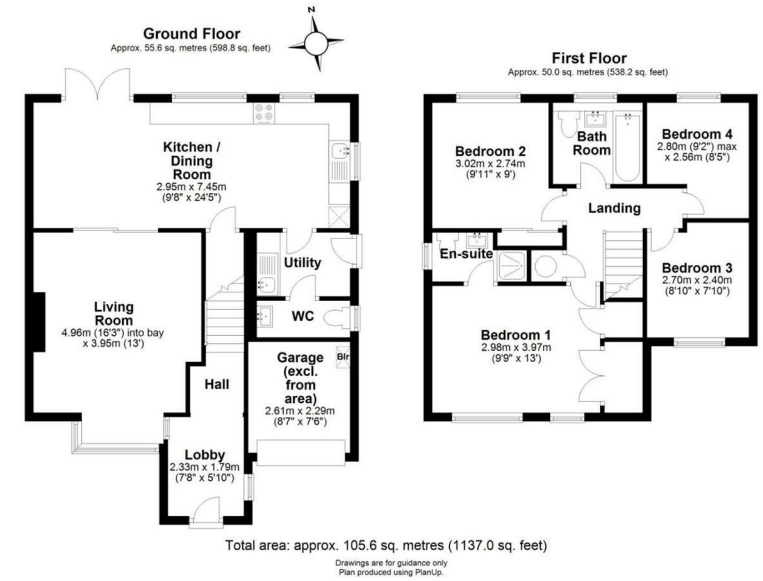 N
Ground Floor
Approx. 55.6 sq. metres (598.8 sq. feet)
Kitchen /
Dining
Room
2.95m x 7.45m
(9'8" x 24'5")
Utility
Living
Room
4.96m (16'3") into bay
x 3.95m (13')
WC
Hall
Garage
(excl.
from
area)
2.61m x 2.29m
(8'7" x 7'6")
Blr
Lobby
2.33m x 1.79m
(7'8" x 5'10")
First Floor
Approx. 50.0 sq. metres (538.2 sq. feet)
Bedroom 2
3.02m x 2.74m
(9'11" x 9')
Bath
Room
Bedroom 4
2.80m (9'2") max
x 2.56m (8'5")
Landing
En-suite
Bedroom 3
2.70m x 2.40m
(8'10" x 7'10")
Bedroom 1
2.98m x 3.97m
(9'9" x 13')
Total area: approx. 105.6 sq. metres (1137.0 sq. feet)
Drawings are for guidance only
Plan produced using PlanUp.